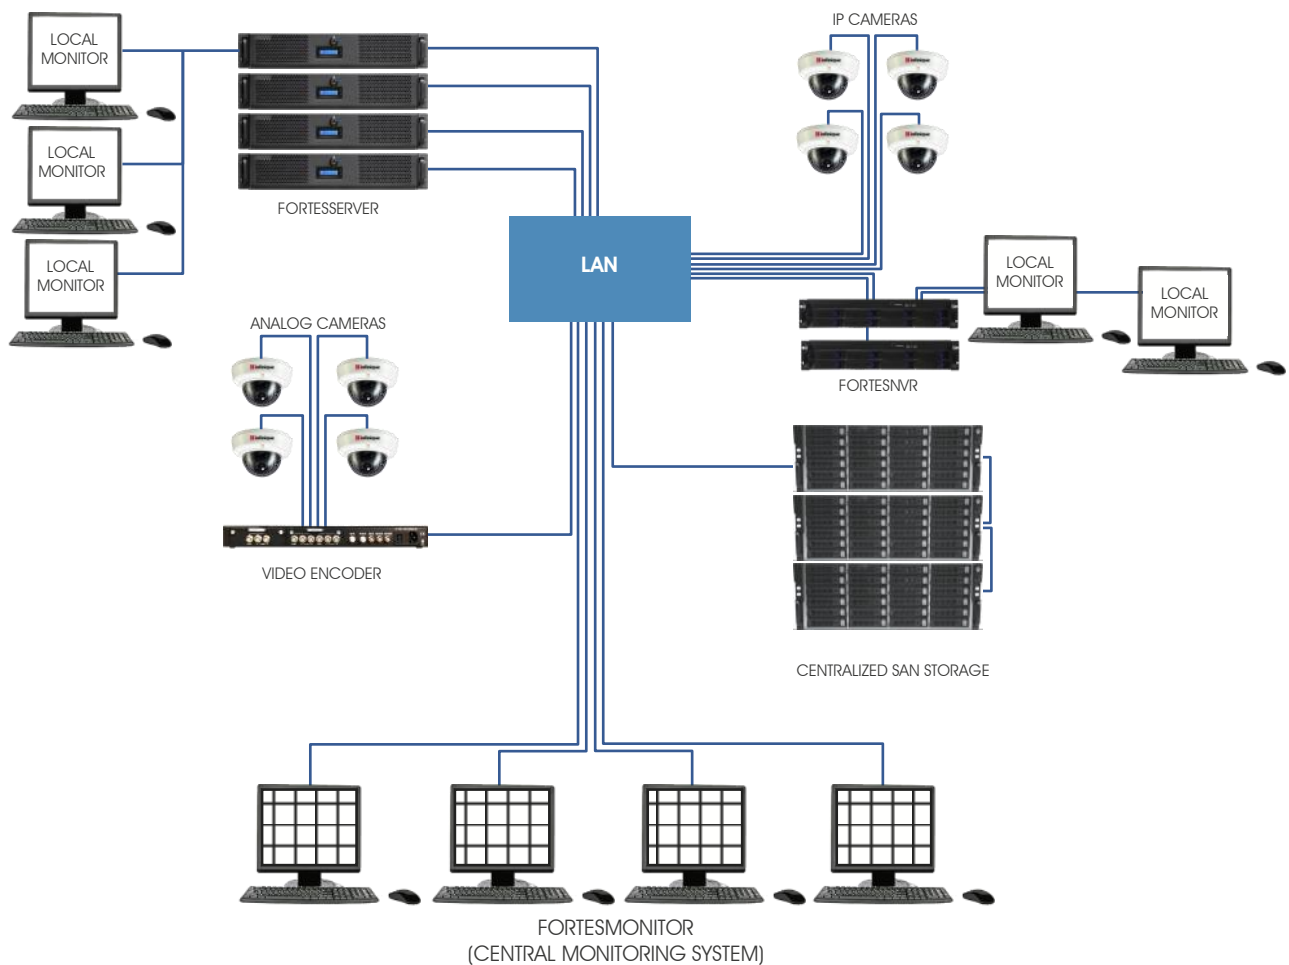 IP CAMERAS
LOCAL
MONITOR
LOCAL
MONITOR
FORTESSERVER
LOCAL
MONITOR
LAN
LOCAL
MONITOR
LOCAL
MONITOR
ANALOG CAMERAS
FORTESNVR
VIDEO ENCODER
CENTRALIZED SAN STORAGE
FORTESMONITOR
(CENTRAL MONITORING SYSTEM)